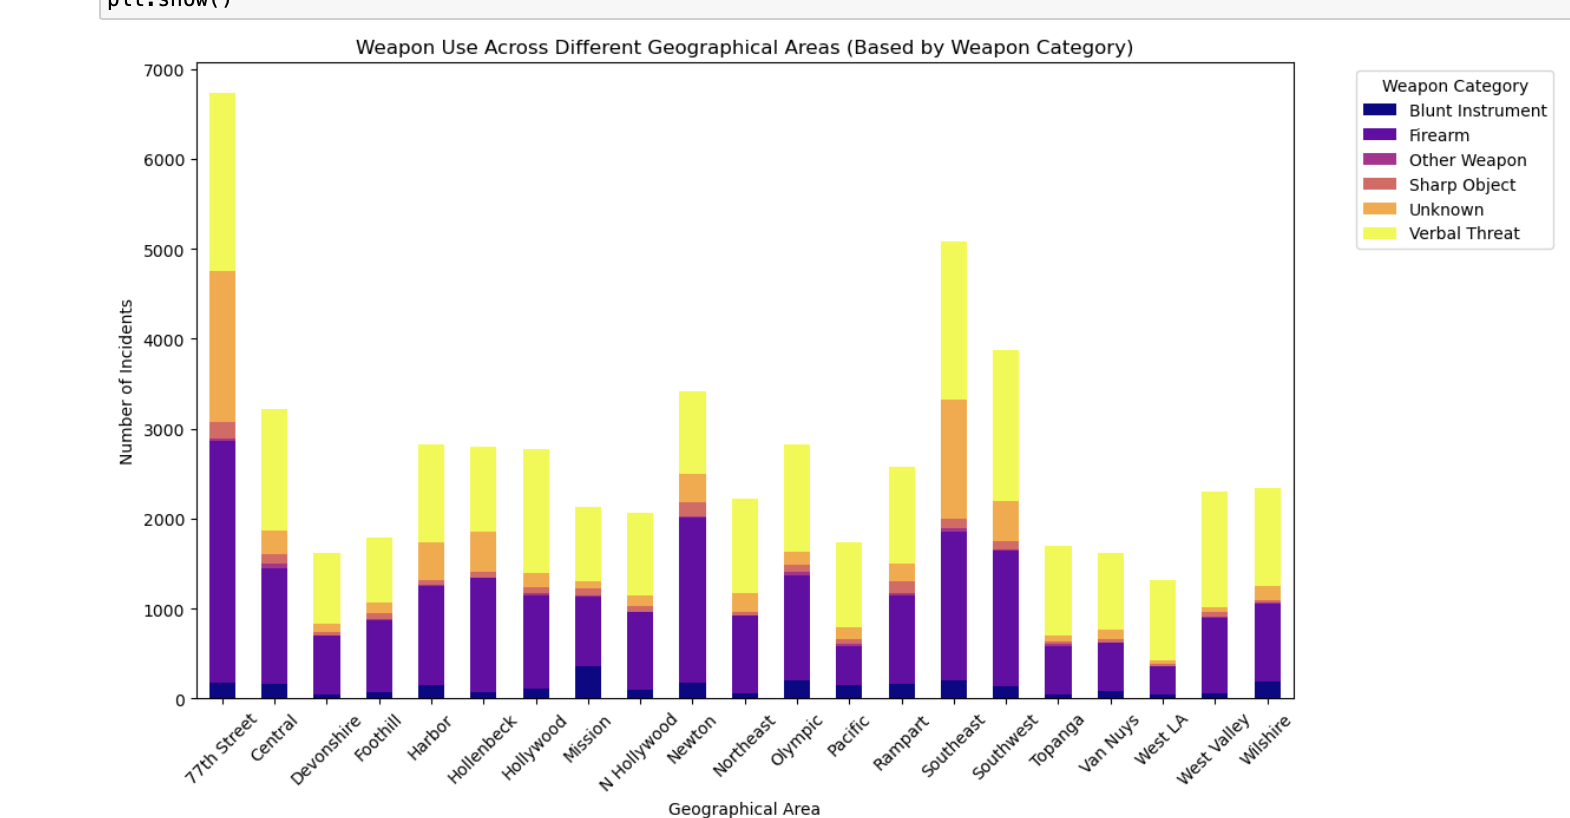 plt.show()
Weapon Use Across Different Geographical Areas (Based by Weapon Category)
7000
6000
5000
4000
3000
2000
1000
0
Number of Incidents
77th Street
Central
Devonshire
Foothill
Harbor
Hollenbeck
Hollywood
Mission
N Hollywood
Newton
Northeast
Olympic
Pacific
Rampart
Southeast
Southwest
Topanga
Van Nuys
West LA
West Valley
Wilshire
Geographical Area
Weapon Category
Blunt Instrument
Firearm
Other Weapon
Sharp Object
Unknown
Verbal Threat